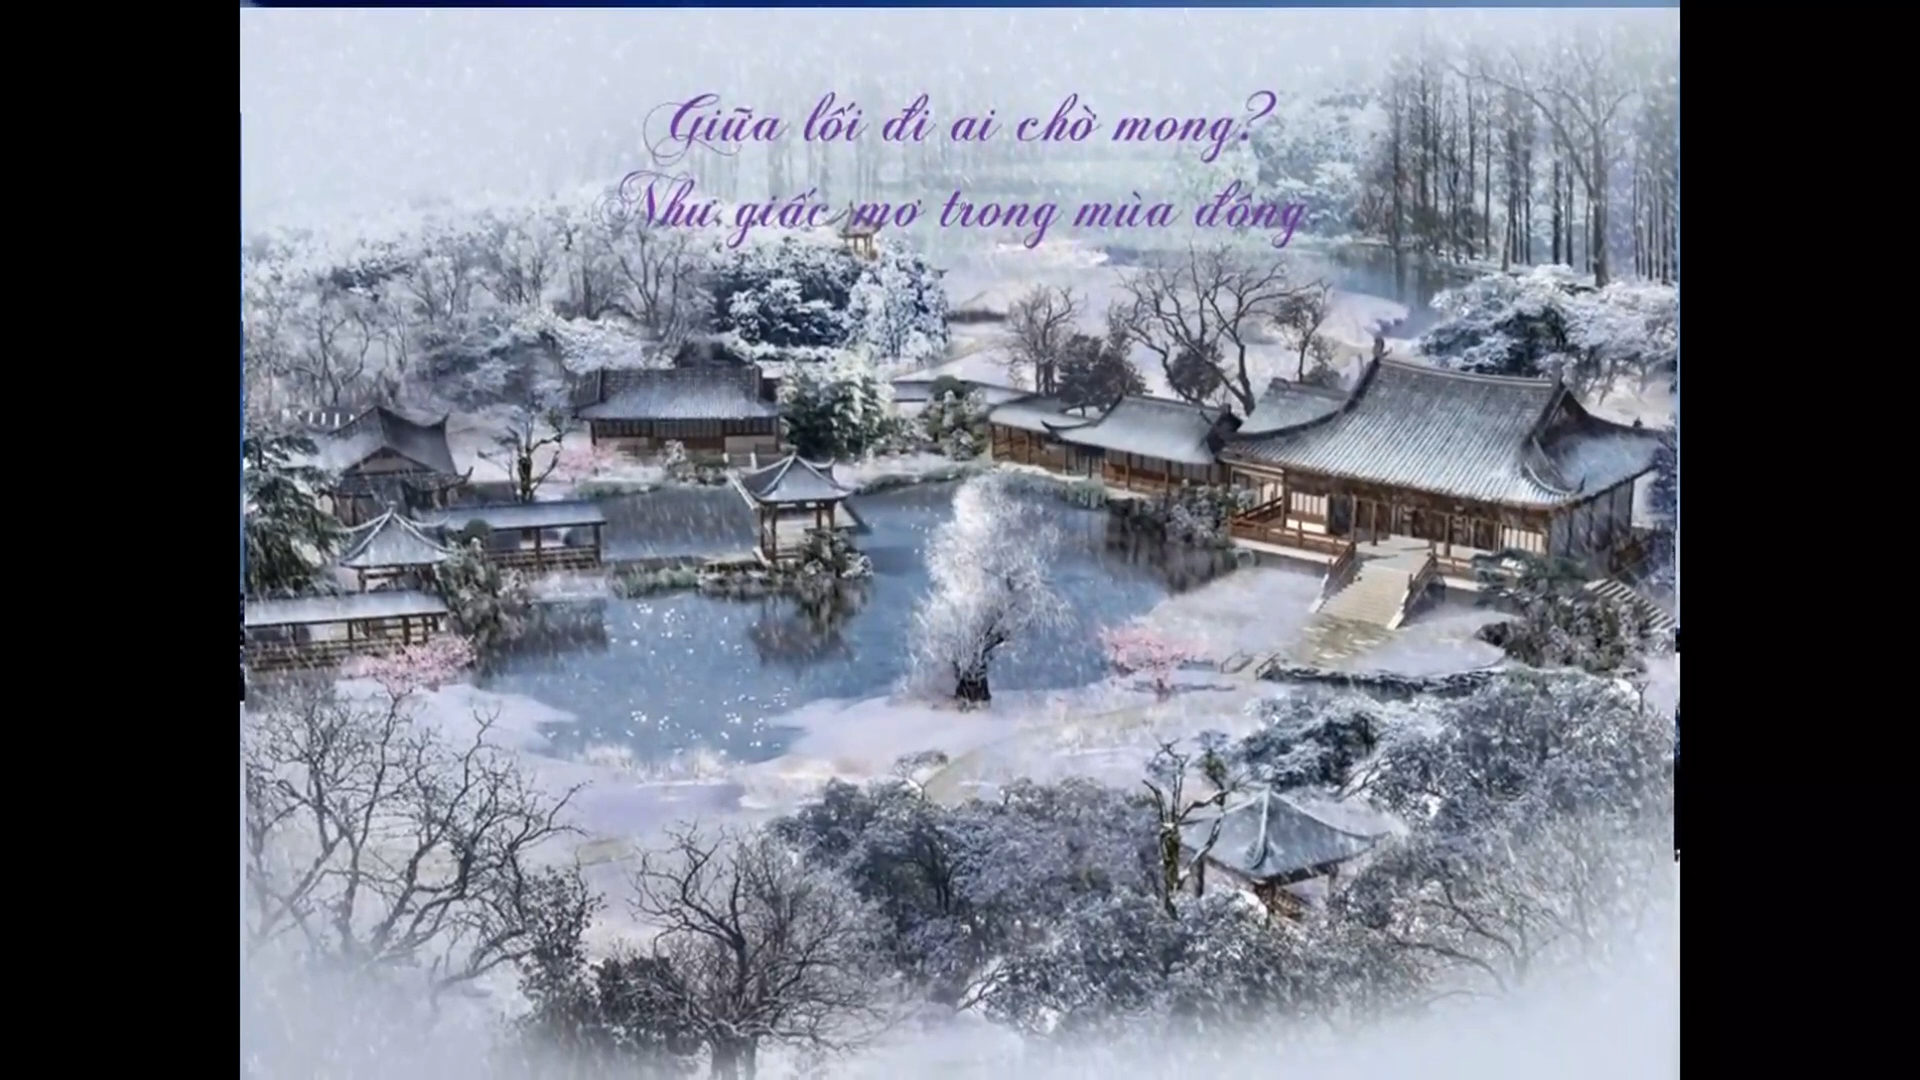 Giữa lối đi ai chờ mong?
Như giấc mơ trong mùa đông